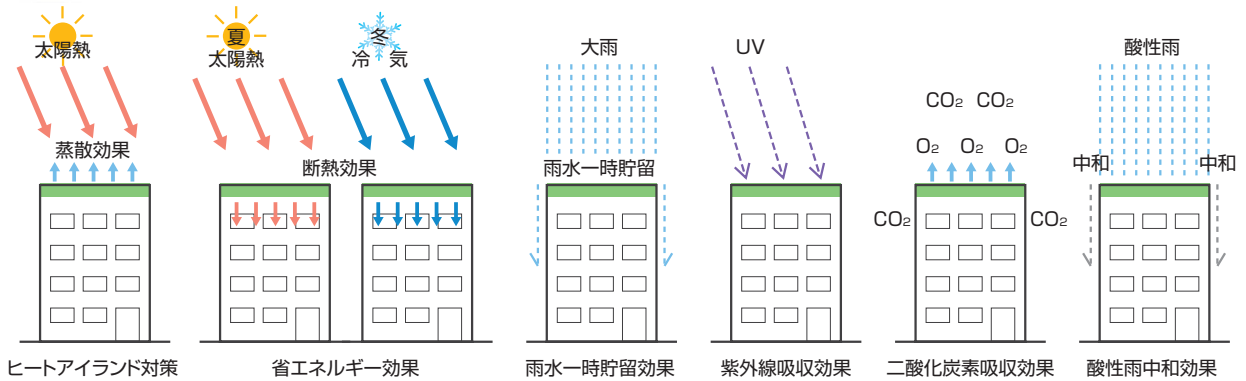 太陽熱
蒸散効果
ヒートアイランド対策
夏
太陽熱
冬
冷 気
断熱効果
省エネルギー効果
大雨
雨水一時貯留
雨水一時貯留効果
UV
紫外線吸収効果
CO₂ CO₂
O₂ O₂ O₂
CO₂ CO₂
二酸化炭素吸収効果
酸性雨
中和 中和
酸性雨中和効果